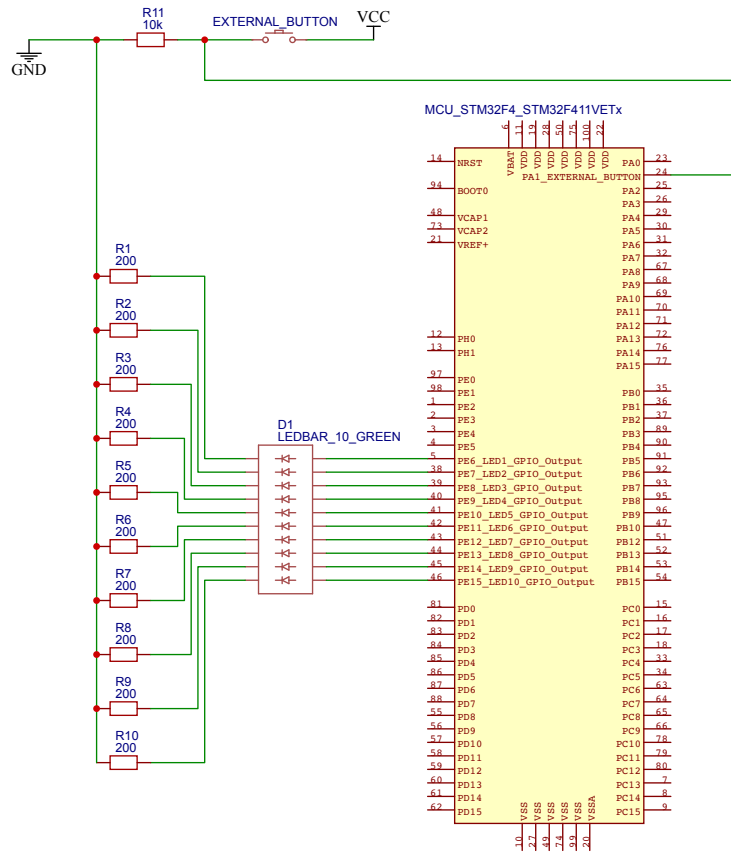 R11
10k
EXTERNAL_BUTTON
VCC
GND
MCU_STM32F4_STM32F411VETx
6 11 19 28 50 75 100 22
VBAT VDD VDD VDD VDD VDD VDD VDD
14 NRST PA0 23
PA1_EXTERNAL_BUTTON 24
94 BOOT0 PA2 25
PA3 26
48 VCAP1 PA4 29
73 VCAP2 PA5 30
21 VREF+ PA6 31
PA7 32
PA8 67
PA9 68
PA10 69
PA11 70
PA12 71
12 PH0 PA13 72
13 PH1 PA14 76
PA15 77
97 PE0
98 PE1 PB0 35
1 PE2 PB1 36
2 PE3 PB2 37
3 PE4 PB3 89
4 PE5 PB4 90
5 PE6_LED1_GPIO_Output PB5 91
38 PE7_LED2_GPIO_Output PB6 92
39 PE8_LED3_GPIO_Output PB7 93
40 PE9_LED4_GPIO_Output PB8 95
41 PE10_LED5_GPIO_Output PB9 96
42 PE11_LED6_GPIO_Output PB10 47
43 PE12_LED7_GPIO_Output PB12 51
44 PE13_LED8_GPIO_Output PB13 52
45 PE14_LED9_GPIO_Output PB14 53
46 PE15_LED10_GPIO_Output PB15 54
81 PD0 PC0 15
82 PD1 PC1 16
83 PD2 PC2 17
84 PD3 PC3 18
85 PD4 PC4 33
86 PD5 PC5 34
87 PD6 PC6 63
88 PD7 PC7 64
55 PD8 PC8 65
56 PD9 PC9 66
57 PD10 PC10 78
58 PD11 PC11 79
59 PD12 PC12 80
60 PD13 PC13 7
61 PD14 PC14 8
62 PD15 PC15 9
VSS VSS VSS VSS VSS VSSA
10 27 49 74 99 20
R1
200
R2
200
R3
200
R4
200
R5
200
R6
200
R7
200
R8
200
R9
200
R10
200
D1
LEDBAR_10_GREEN